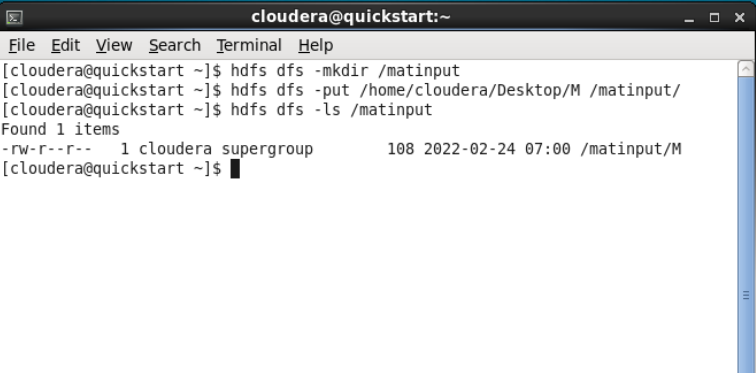 cloudera@quickstart:~
File Edit View Search Terminal Help
[cloudera@quickstart ~]$ hdfs dfs -mkdir /matinput
[cloudera@quickstart ~]$ hdfs dfs -put /home/cloudera/Desktop/M /matinput/
[cloudera@quickstart ~]$ hdfs dfs -ls /matinput
Found 1 items
-rw-r--r--   1 cloudera supergroup        108 2022-02-24 07:00 /matinput/M
[cloudera@quickstart ~]$